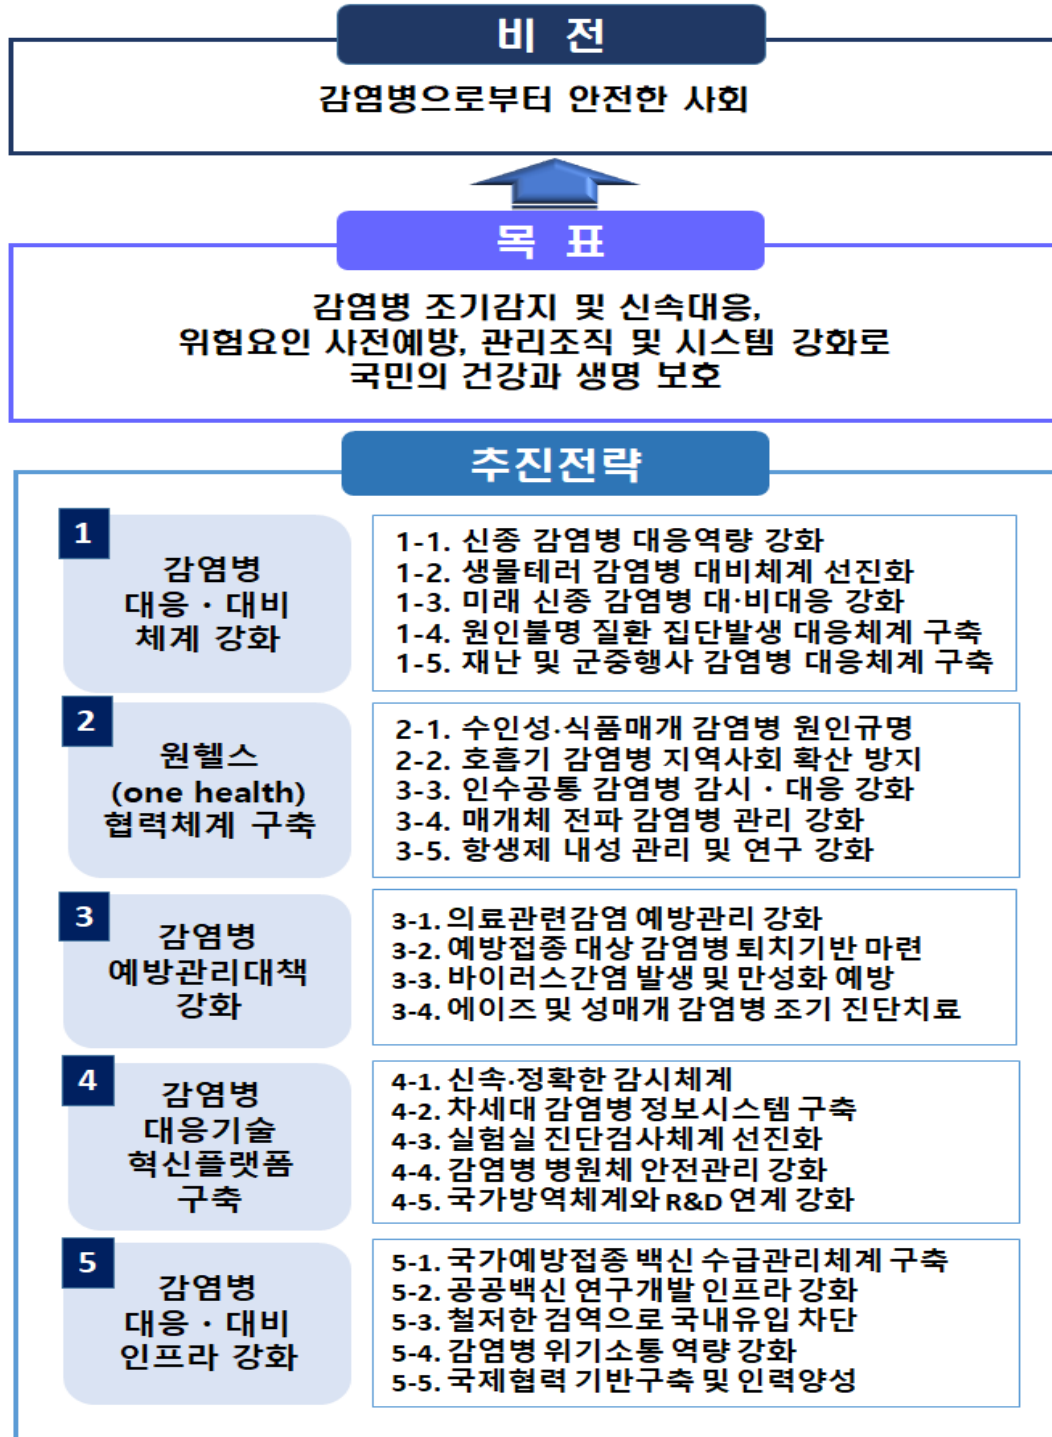 비 전
감염병으로부터 안전한 사회
목 표
감염병 조기감지 및 신속대응,
위험요인 사전예방, 관리조직 및 시스템 강화로
국민의 건강과 생명 보호
추진전략
1
감염병
대응 · 대비
체계 강화
1-1. 신종 감염병 대응역량 강화
1-2. 생물테러 감염병 대비체계 선진화
1-3. 미래 신종 감염병 대·비대응 강화
1-4. 원인불명 질환 집단발생 대응체계 구축
1-5. 재난 및 군중행사 감염병 대응체계 구축
2
원헬스
(one health)
협력체계 구축
2-1. 수인성·식품매개 감염병 원인규명
2-2. 호흡기 감염병 지역사회 확산 방지
3-3. 인수공통 감염병 감시 · 대응 강화
3-4. 매개체 전파 감염병 관리 강화
3-5. 항생제 내성 관리 및 연구 강화
3
감염병
예방관리대책
강화
3-1. 의료관련감염 예방관리 강화
3-2. 예방접종 대상 감염병 퇴치기반 마련
3-3. 바이러스간염 발생 및 만성화 예방
3-4. 에이즈 및 성매개 감염병 조기 진단치료
4
감염병
대응기술
혁신플랫폼
구축
4-1. 신속·정확한 감시체계
4-2. 차세대 감염병 정보시스템 구축
4-3. 실험실 진단검사체계 선진화
4-4. 감염병 병원체 안전관리 강화
4-5. 국가방역체계와 R&D 연계 강화
5
감염병
대응 · 대비
인프라 강화
5-1. 국가예방접종 백신 수급관리체계 구축
5-2. 공공백신 연구개발 인프라 강화
5-3. 철저한 검역으로 국내유입 차단
5-4. 감염병 위기소통 역량 강화
5-5. 국제협력 기반구축 및 인력양성